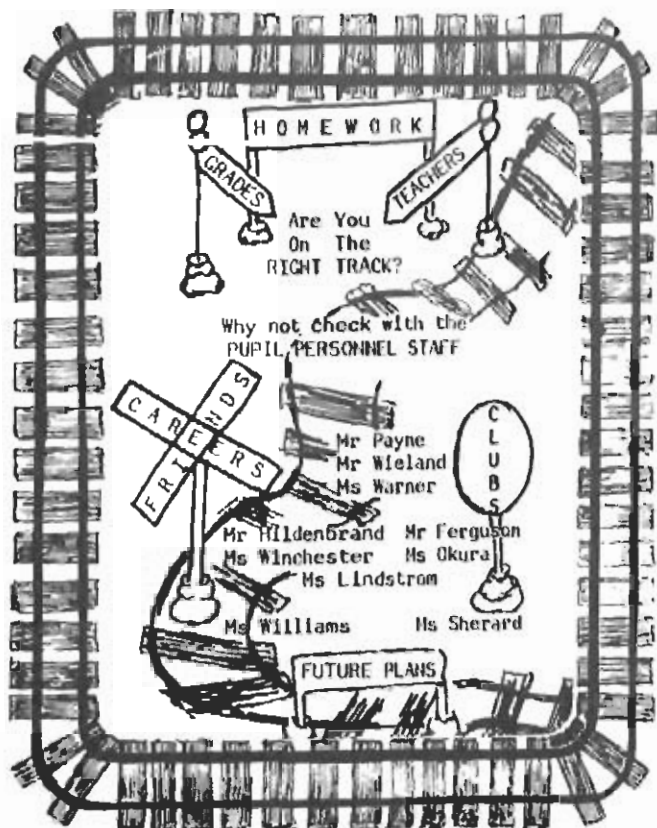 HOMEWORK
GRADES
TEACHERS
Are You
On The
RIGHT TRACK?
Why not check with the
PUPIL PERSONNEL STAFF
CAREERS
FRIENDS
CLUBS
Mr Payne
Mr Wieland
Ms Warner
Mr Hildenbrand Mr Ferguson
Ms Winchester Ms Okura
Ms Lindstrom
Ms Williams Ms Sherard
FUTURE PLANS